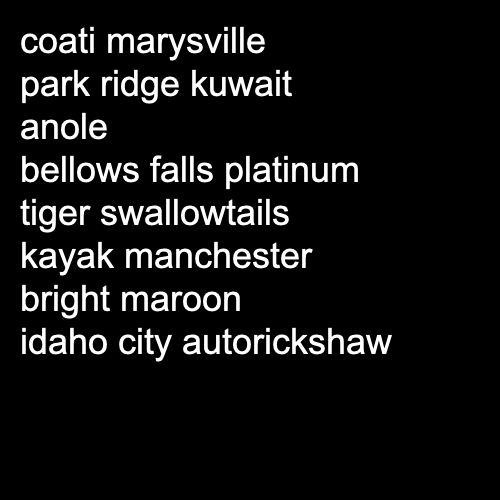 coati marysville
park ridge kuwait
anole
bellows falls platinum
tiger swallowtails
kayak manchester
bright maroon
idaho city autorickshaw